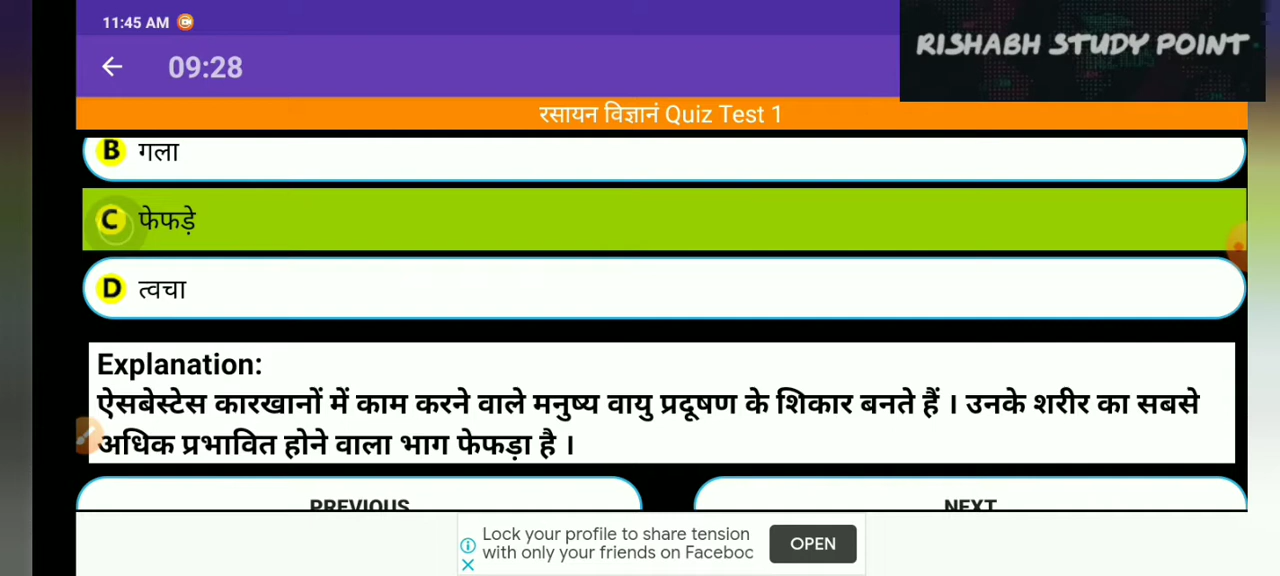 11:45 AM
RISHABH STUDY POINT
09:28
रसायन विज्ञानं Quiz Test 1
B गला
C फेफड़े
D त्वचा
Explanation:
ऐसबेस्टेस कारखानों में काम करने वाले मनुष्य वायु प्रदूषण के शिकार बनते हैं । उनके शरीर का सबसे
अधिक प्रभावित होने वाला भाग फेफड़ा है ।
PREVIOUS NEXT
Lock your profile to share tension
with only your friends on Faceboc
OPEN